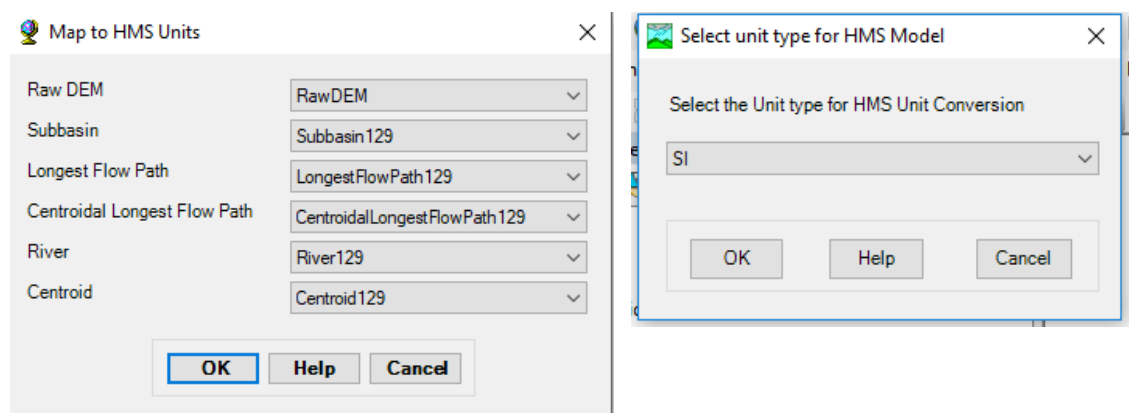 Map to HMS Units
Raw DEM
RawDEM
Subbasin
Subbasin129
Longest Flow Path
LongestFlowPath129
Centroidal Longest Flow Path
CentroidalLongestFlowPath129
River
River129
Centroid
Centroid129
OK
Help
Cancel
Select unit type for HMS Model
Select the Unit type for HMS Unit Conversion
SI
OK
Help
Cancel